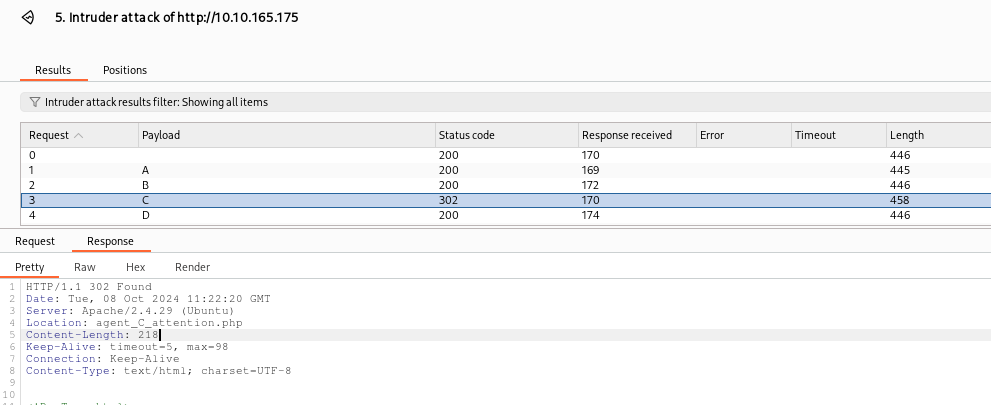 5. Intruder attack of http://10.10.165.175
Results Positions
Intruder attack results filter: Showing all items
Request Payload Status code Response received Error Timeout Length
0 200 170 446
1 A 200 169 445
2 B 200 172 446
3 C 302 170 458
4 D 200 174 446
Request Response
Pretty Raw Hex Render
1 HTTP/1.1 302 Found
2 Date: Tue, 08 Oct 2024 11:22:20 GMT
3 Server: Apache/2.4.29 (Ubuntu)
4 Location: agent_C_attention.php
5 Content-Length: 218
6 Keep-Alive: timeout=5, max=98
7 Connection: Keep-Alive
8 Content-Type: text/html; charset=UTF-8
9
10